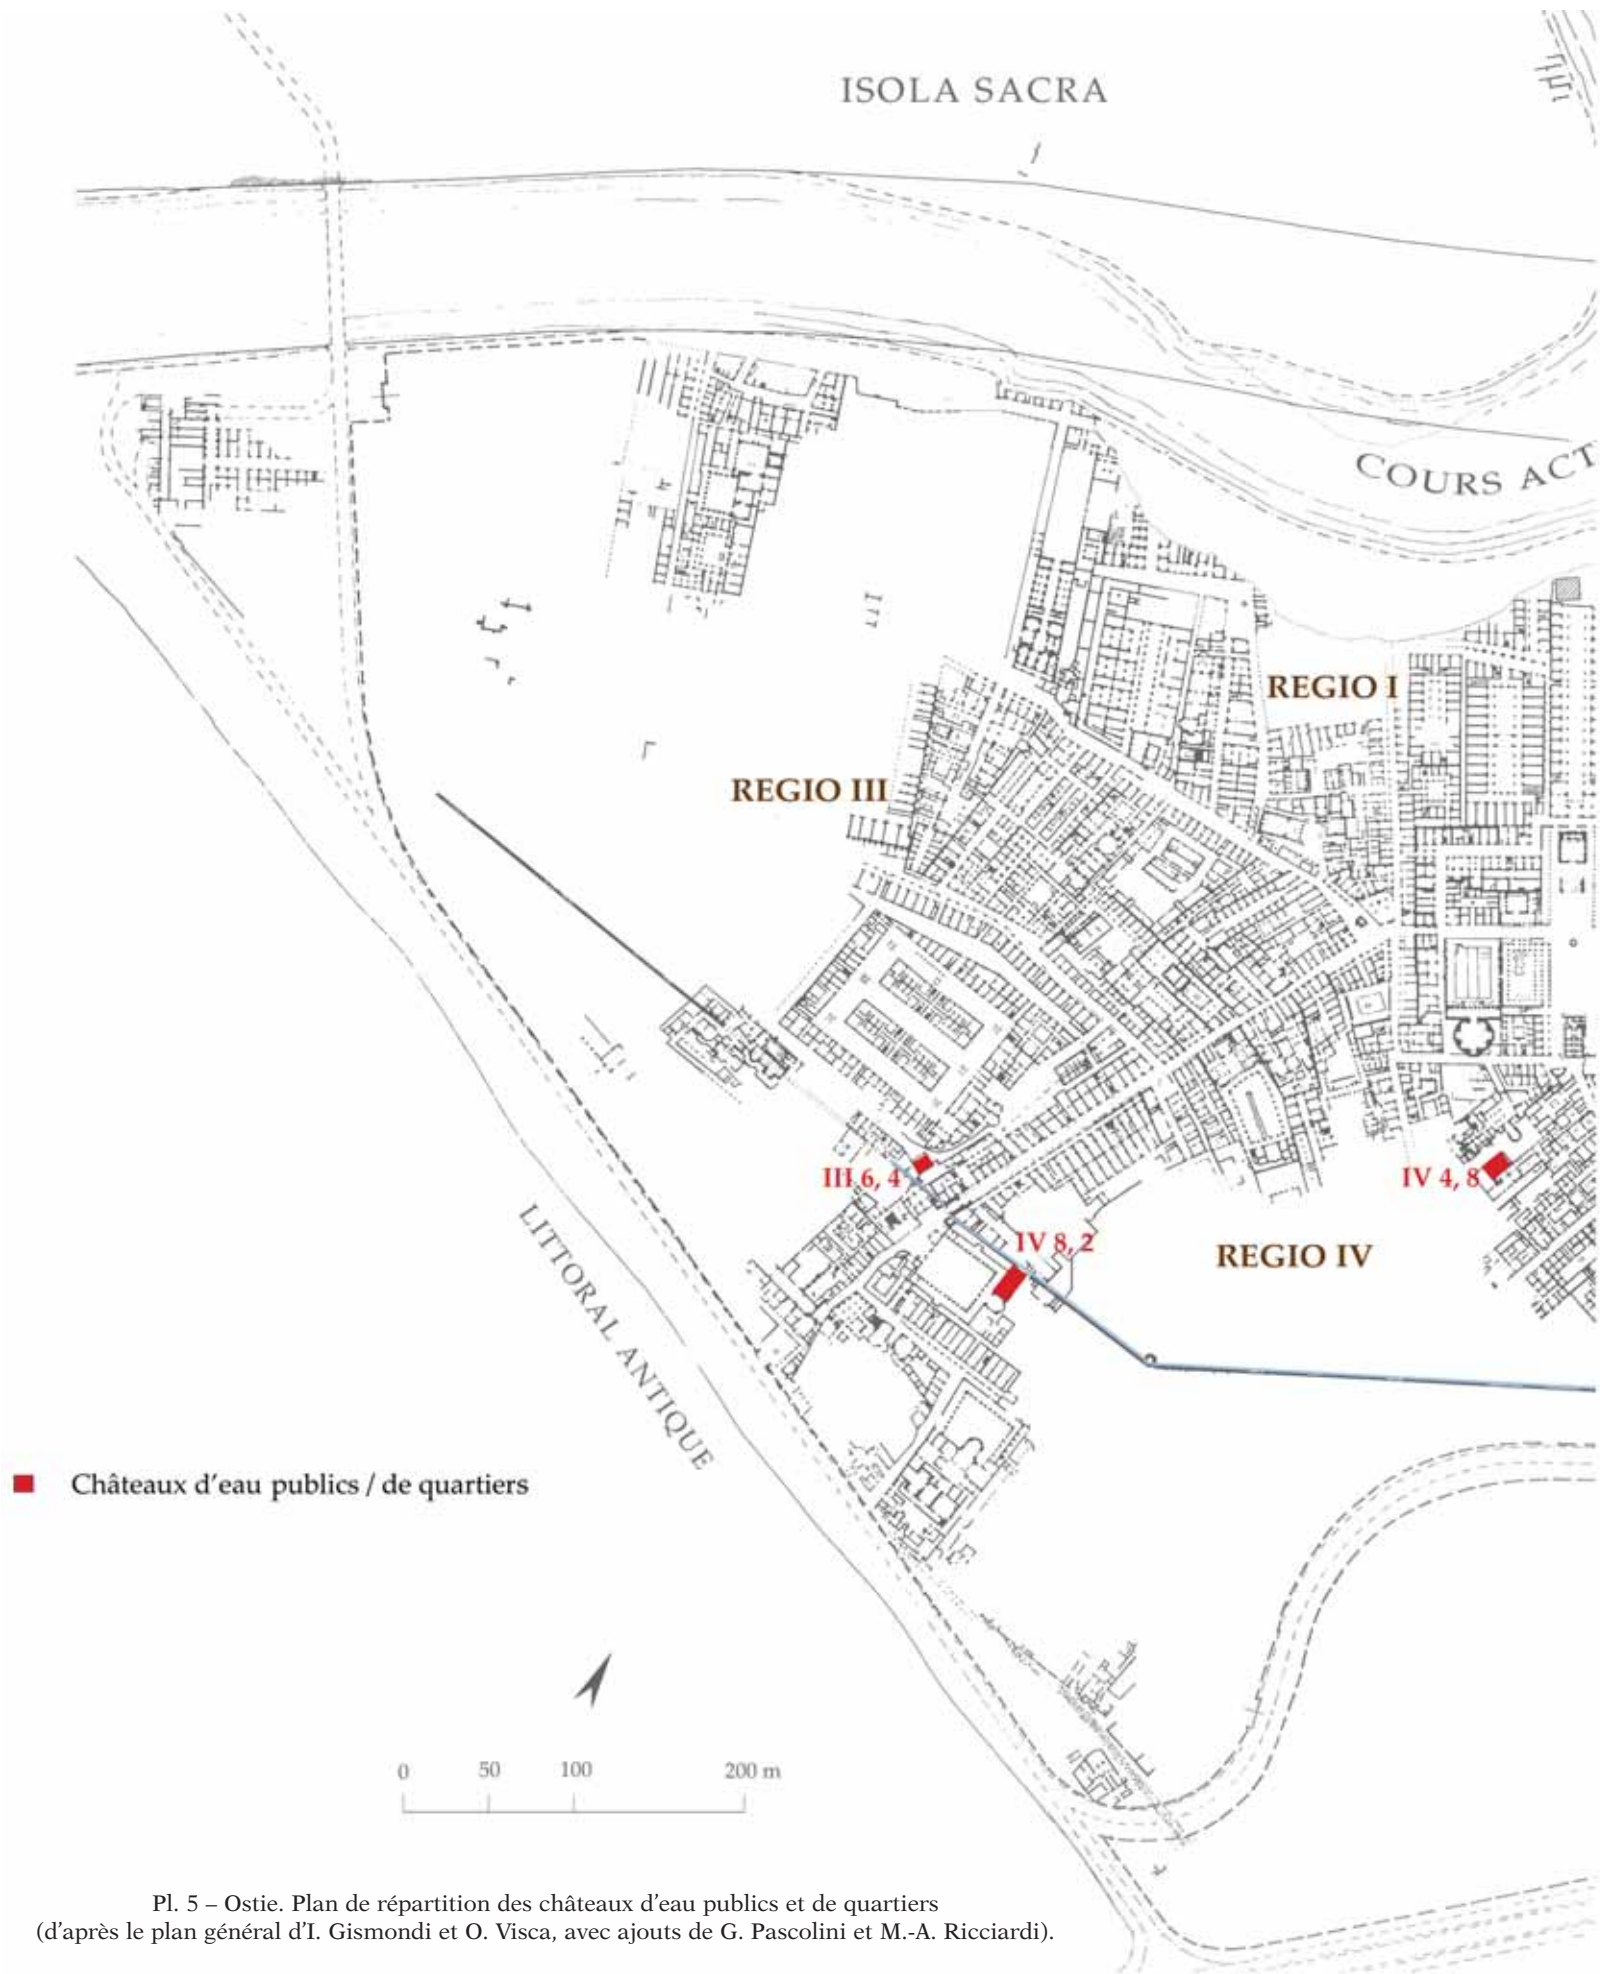 ISOLA SACRA
COURS ACT
REGIO I
REGIO III
III 6, 4
IV 4, 8
IV 8, 2
REGIO IV
LITTORAL ANTIQUE
Châteaux d'eau publics / de quartiers
0 50 100 200 m
Pl. 5 – Ostie. Plan de répartition des châteaux d'eau publics et de quartiers
(d'après le plan général d'I. Gismondi et O. Visca, avec ajouts de G. Pascolini et M.-A. Ricciardi).